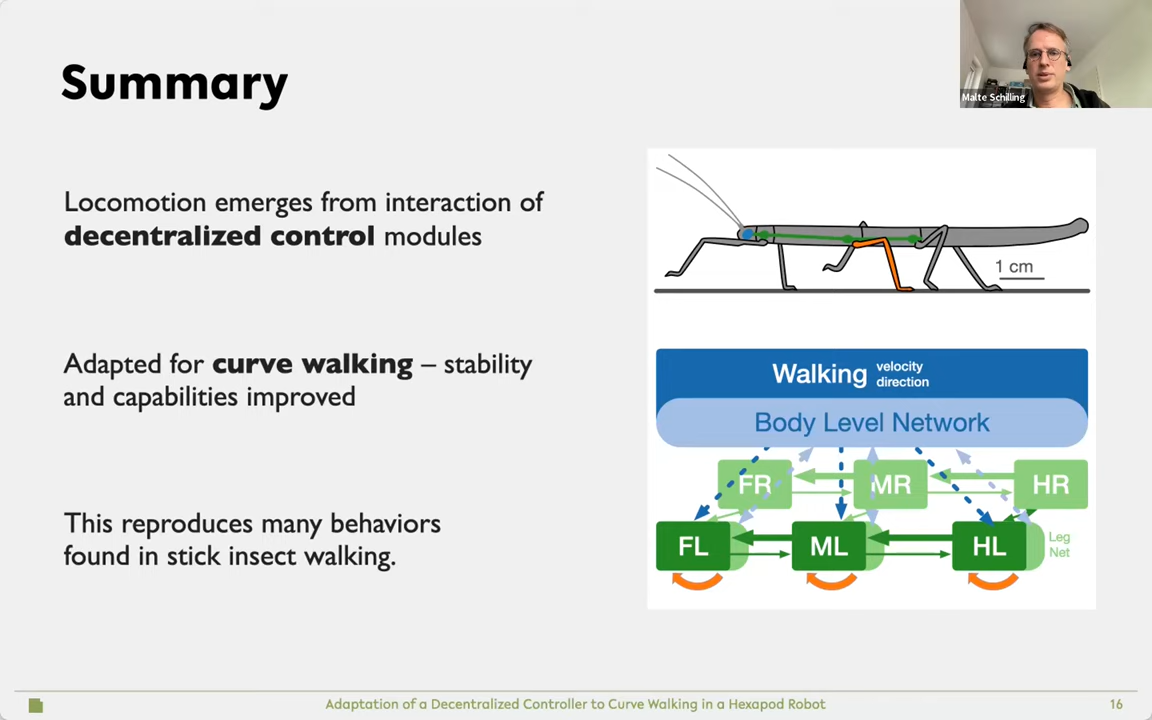 Summary
Malte Schilling
Locomotion emerges from interaction of
decentralized control modules
Adapted for curve walking – stability
and capabilities improved
This reproduces many behaviors
found in stick insect walking.
1 cm
Walking velocity
direction
Body Level Network
FR MR HR
FL ML HL
Leg
Net
Adaptation of a Decentralized Controller to Curve Walking in a Hexapod Robot
16